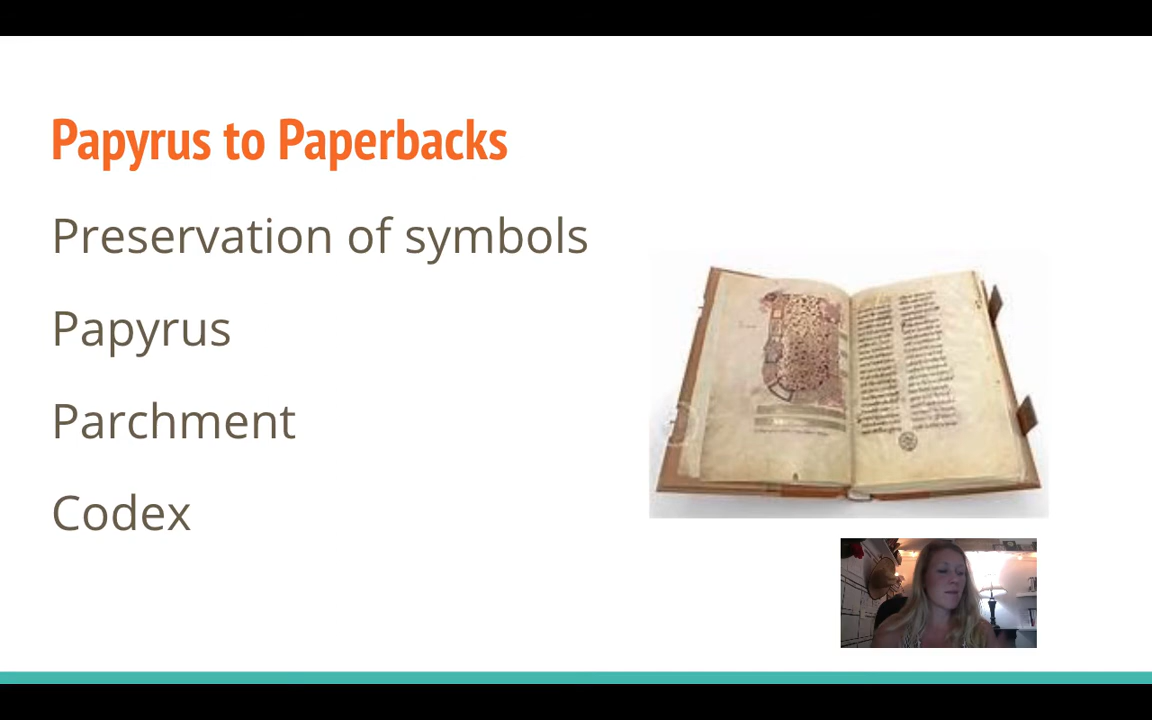 Papyrus to Paperbacks
Preservation of symbols
Papyrus
Parchment
Codex